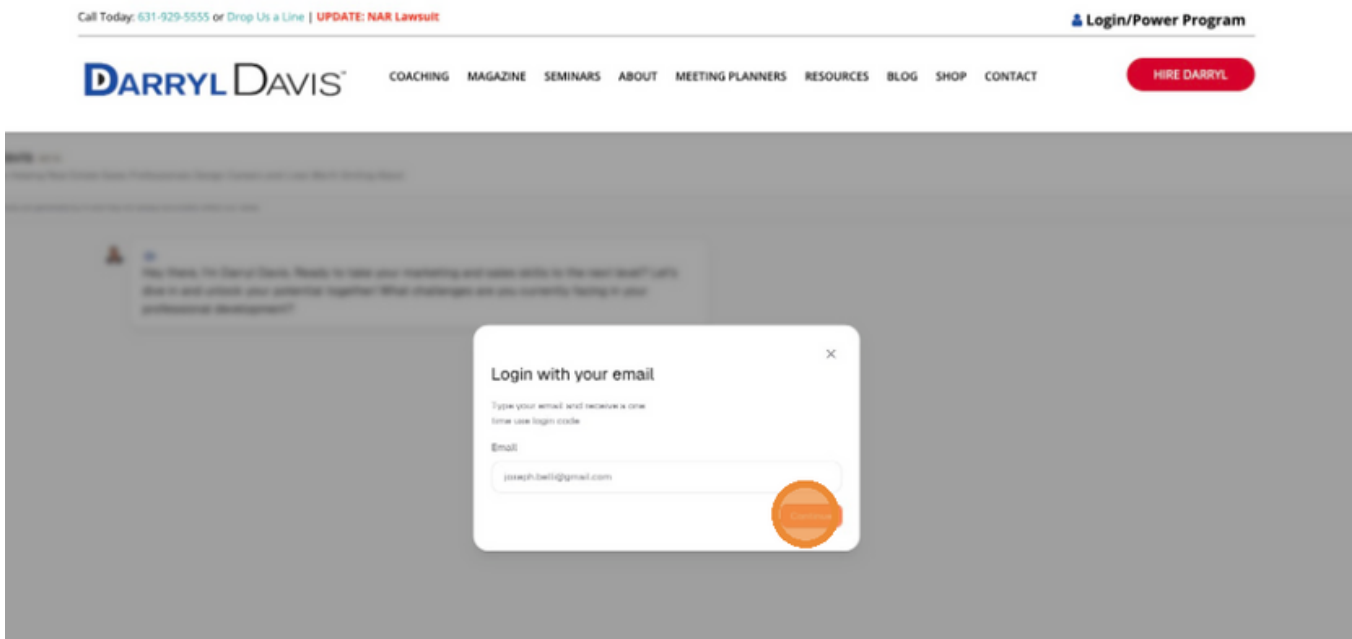 Call Today: 631-929-5555 or Drop Us a Line | UPDATE: NAR Lawsuit
Login/Power Program
DARRYL DAVIS™
COACHING MAGAZINE SEMINARS ABOUT MEETING PLANNERS RESOURCES BLOG SHOP CONTACT
HIRE DARRYL
Hey there, I'm Darryl Davis. Ready to take your marketing and sales skills to the next level? Let's
dive in and unlock your potential together! What challenges are you currently facing in your
professional development?
Login with your email
Type your email and receive a one
time use login code
Email
joseph.belli@gmail.com
Continue